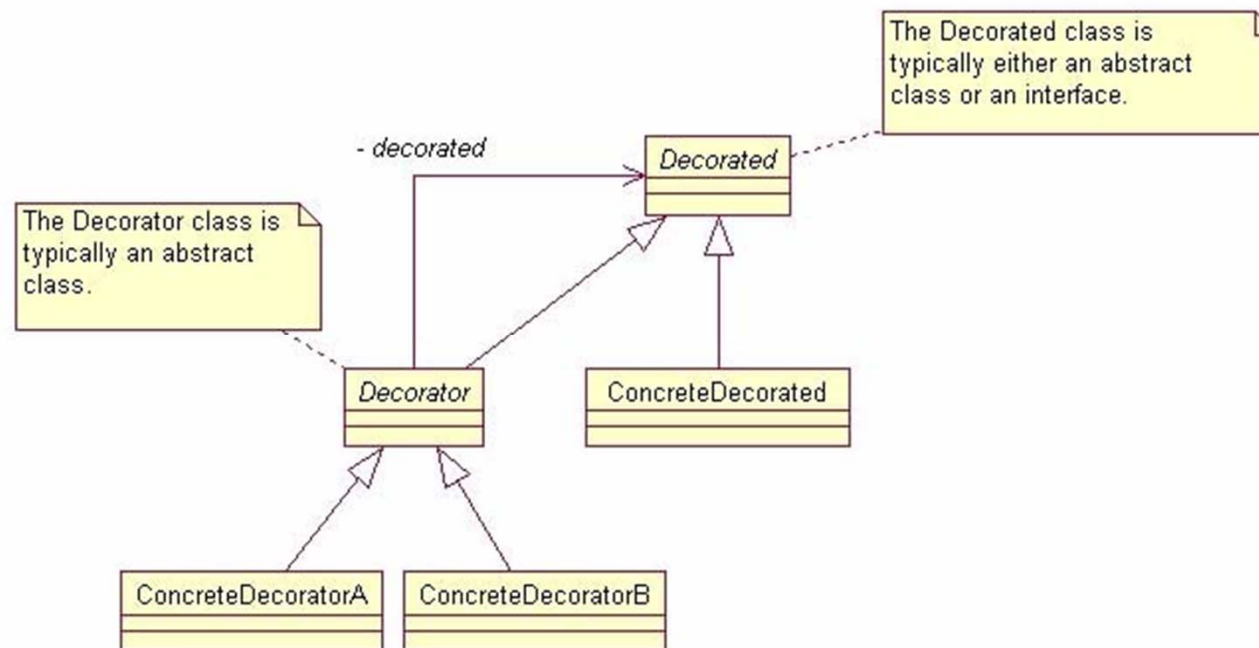 The Decorated class is
typically either an abstract
class or an interface.
- decorated
Decorated
The Decorator class is
typically an abstract
class.
Decorator
ConcreteDecorated
ConcreteDecoratorA
ConcreteDecoratorB